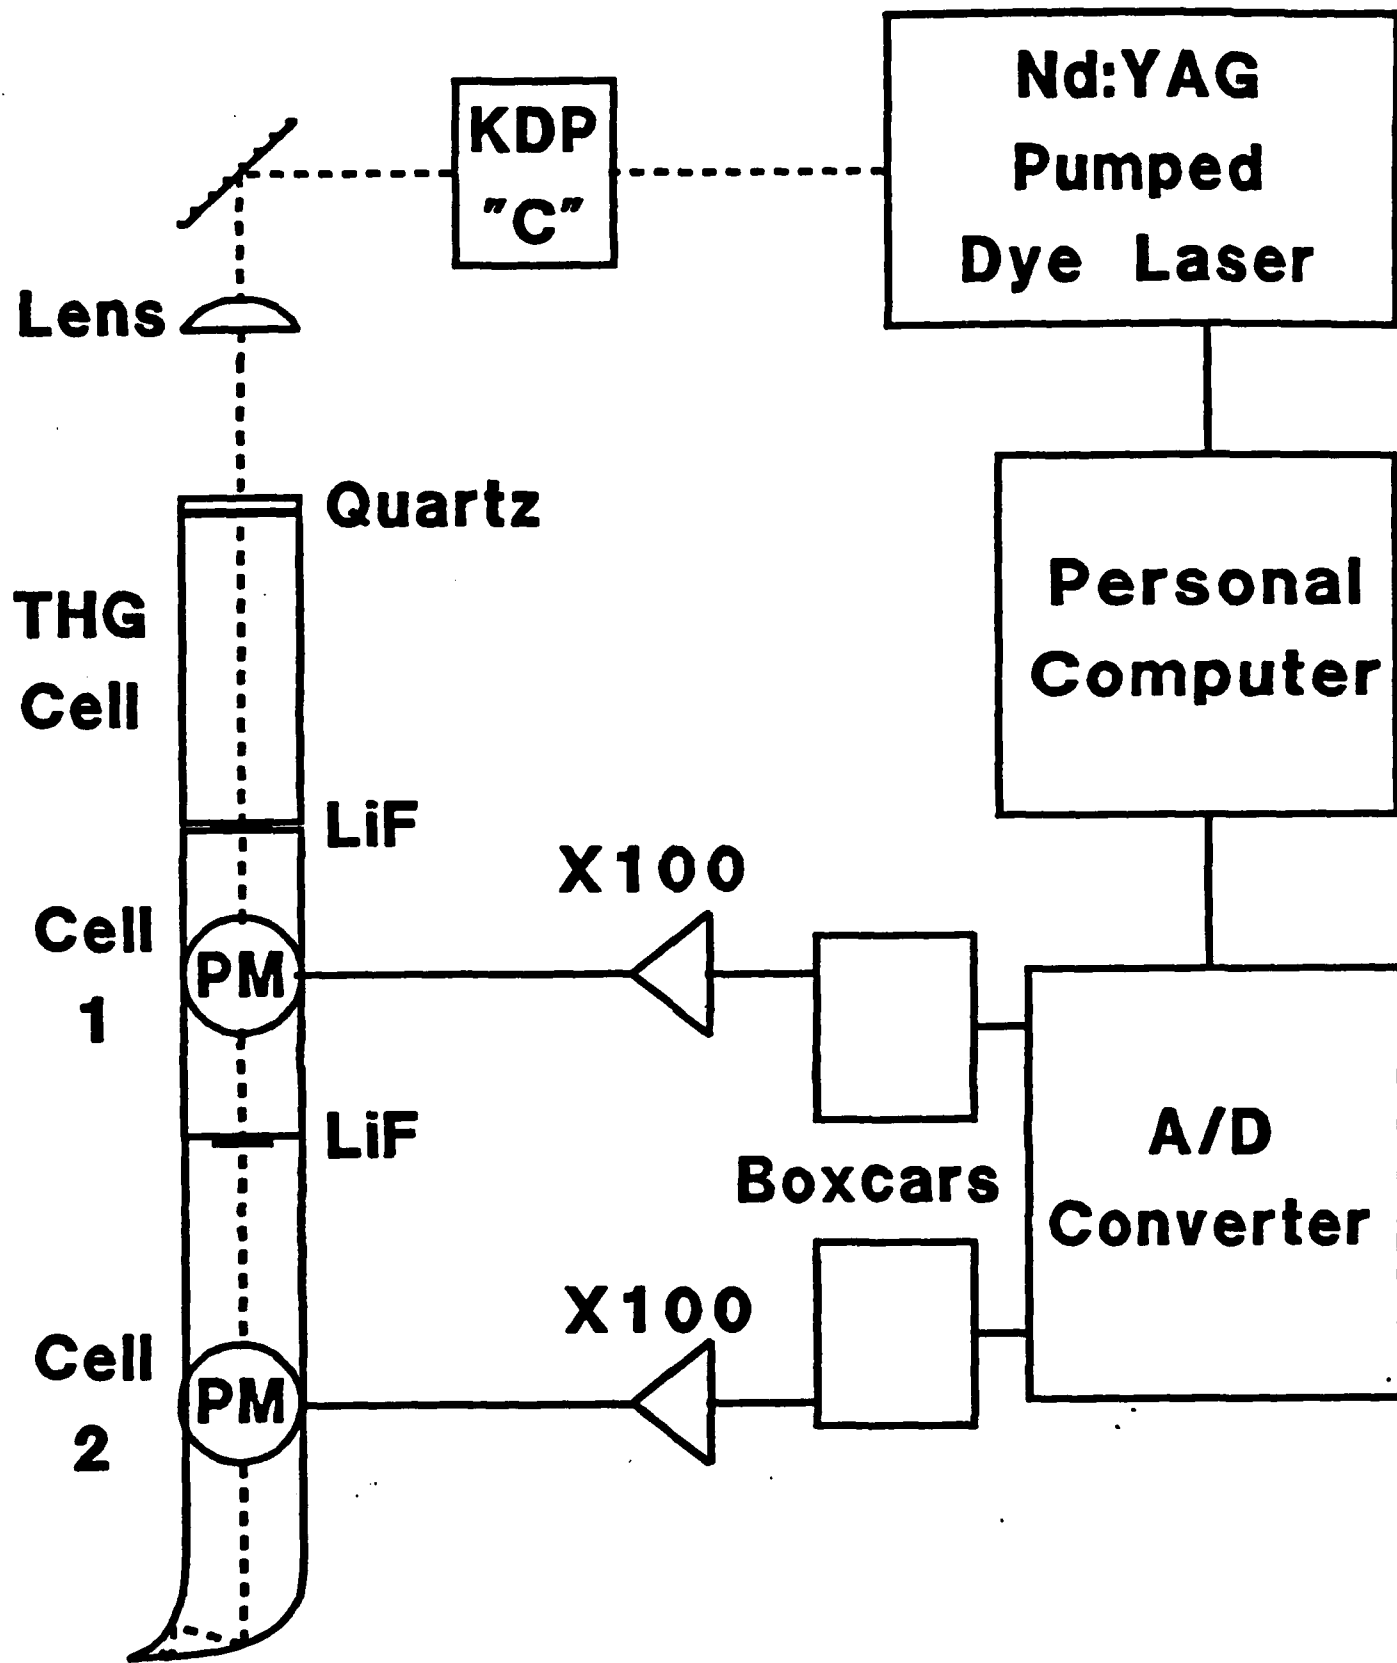 Nd:YAG
Pumped
Dye Laser
KDP
"C"
Lens
Quartz
THG
Cell
Personal
Computer
LiF
X100
Cell
1
PM
LiF
Boxcars
A/D
Converter
X100
Cell
2
PM